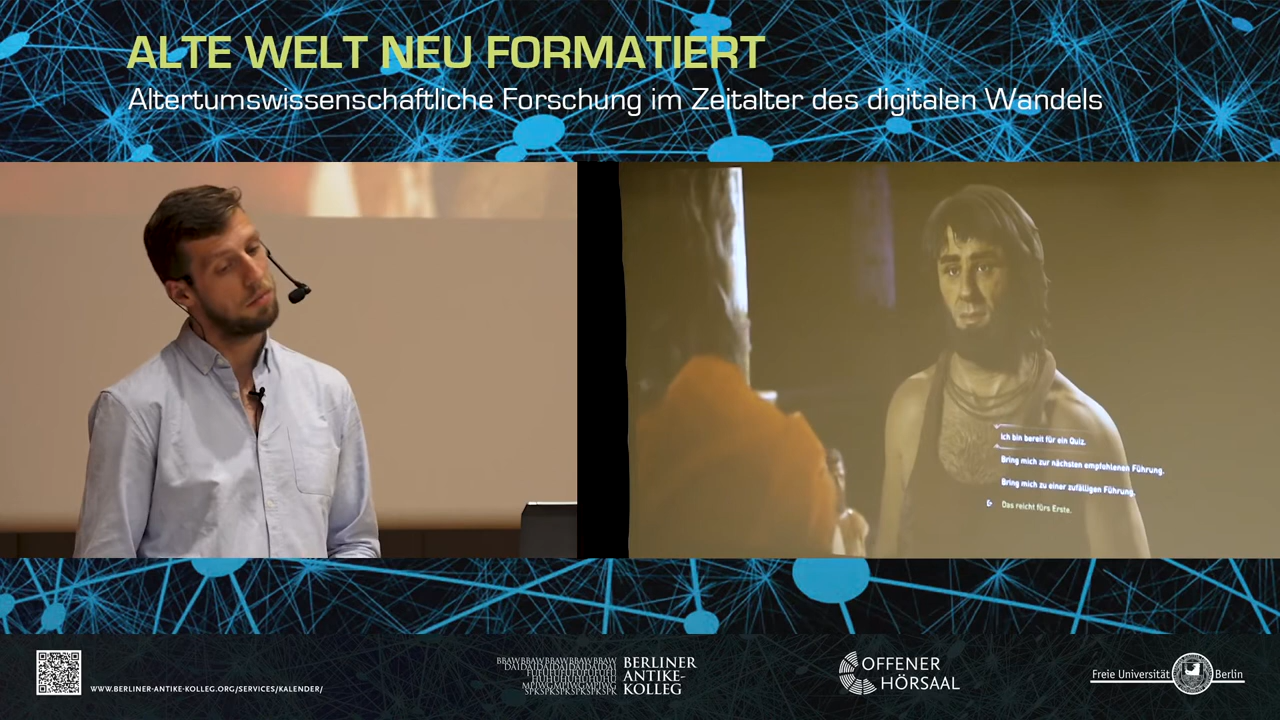 ALTE WELT NEU FORMATIERT
Altertumswissenschaftliche Forschung im Zeitalter des digitalen Wandels
Ich bin bereit für ein Quiz.
Bring mich zur nächsten empfohlenen Führung.
Bring mich zu einer zufälligen Führung.
Das reicht fürs Erste.
WWW.BERLINER-ANTIKE-KOLLEG.ORG/SERVICES/KALENDER/
BERLINER
ANTIKE-
KOLLEG
OFFENER
HÖRSAAL
Freie Universität Berlin